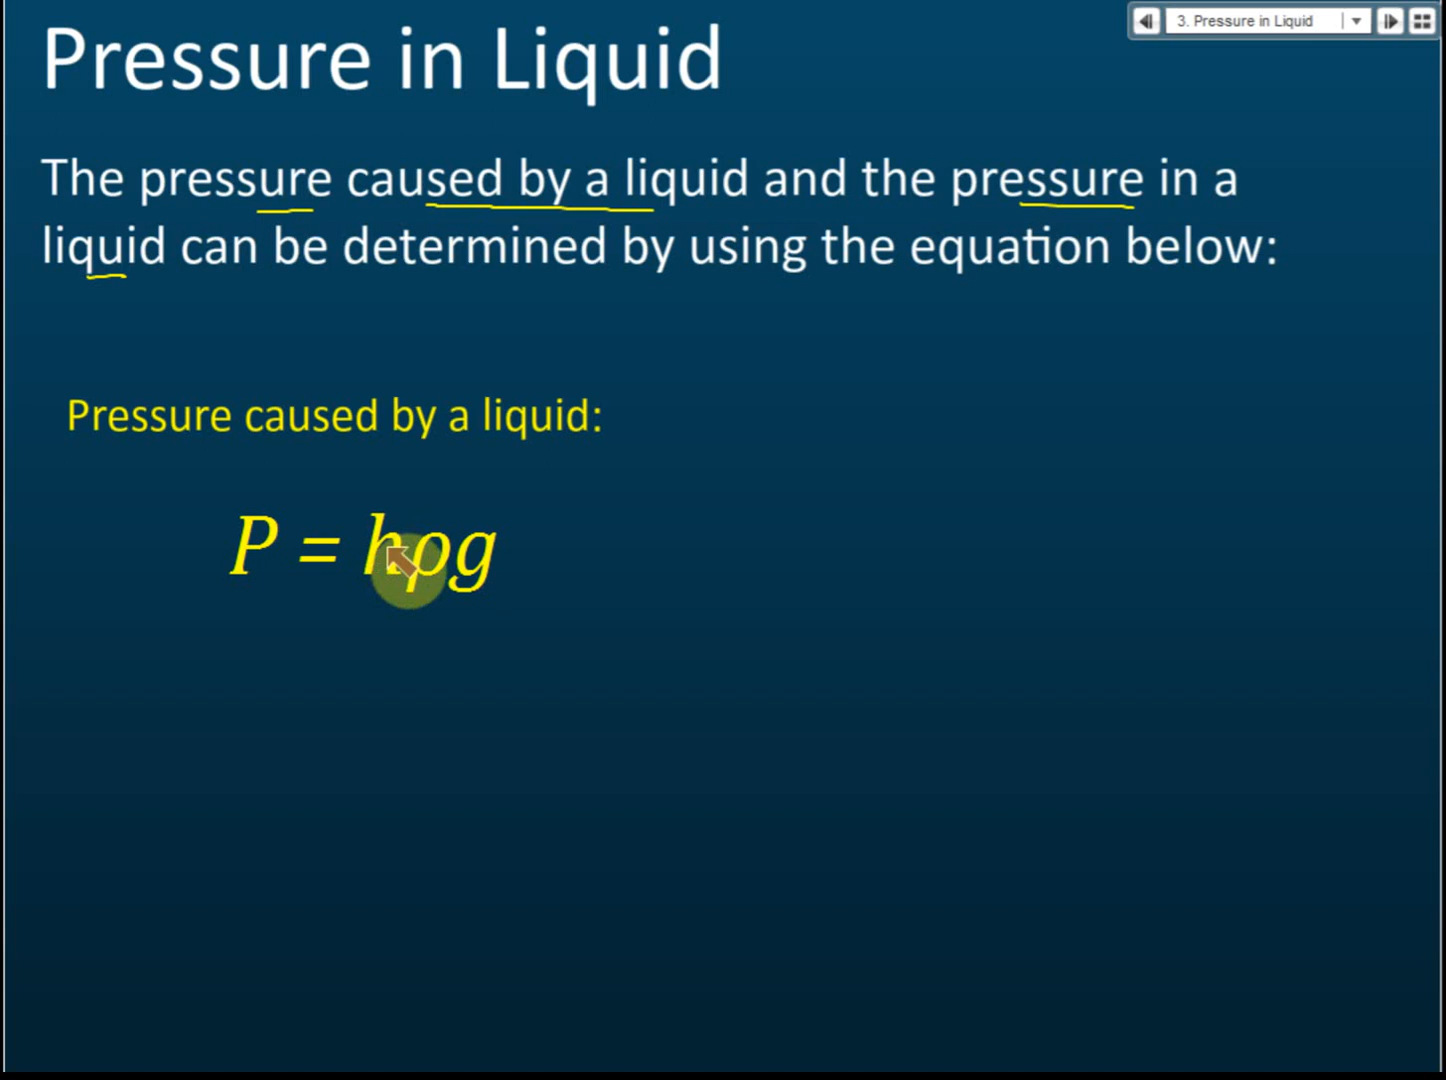 3. Pressure in Liquid
Pressure in Liquid
The pressure caused by a liquid and the pressure in a
liquid can be determined by using the equation below:
Pressure caused by a liquid:
P = hρg